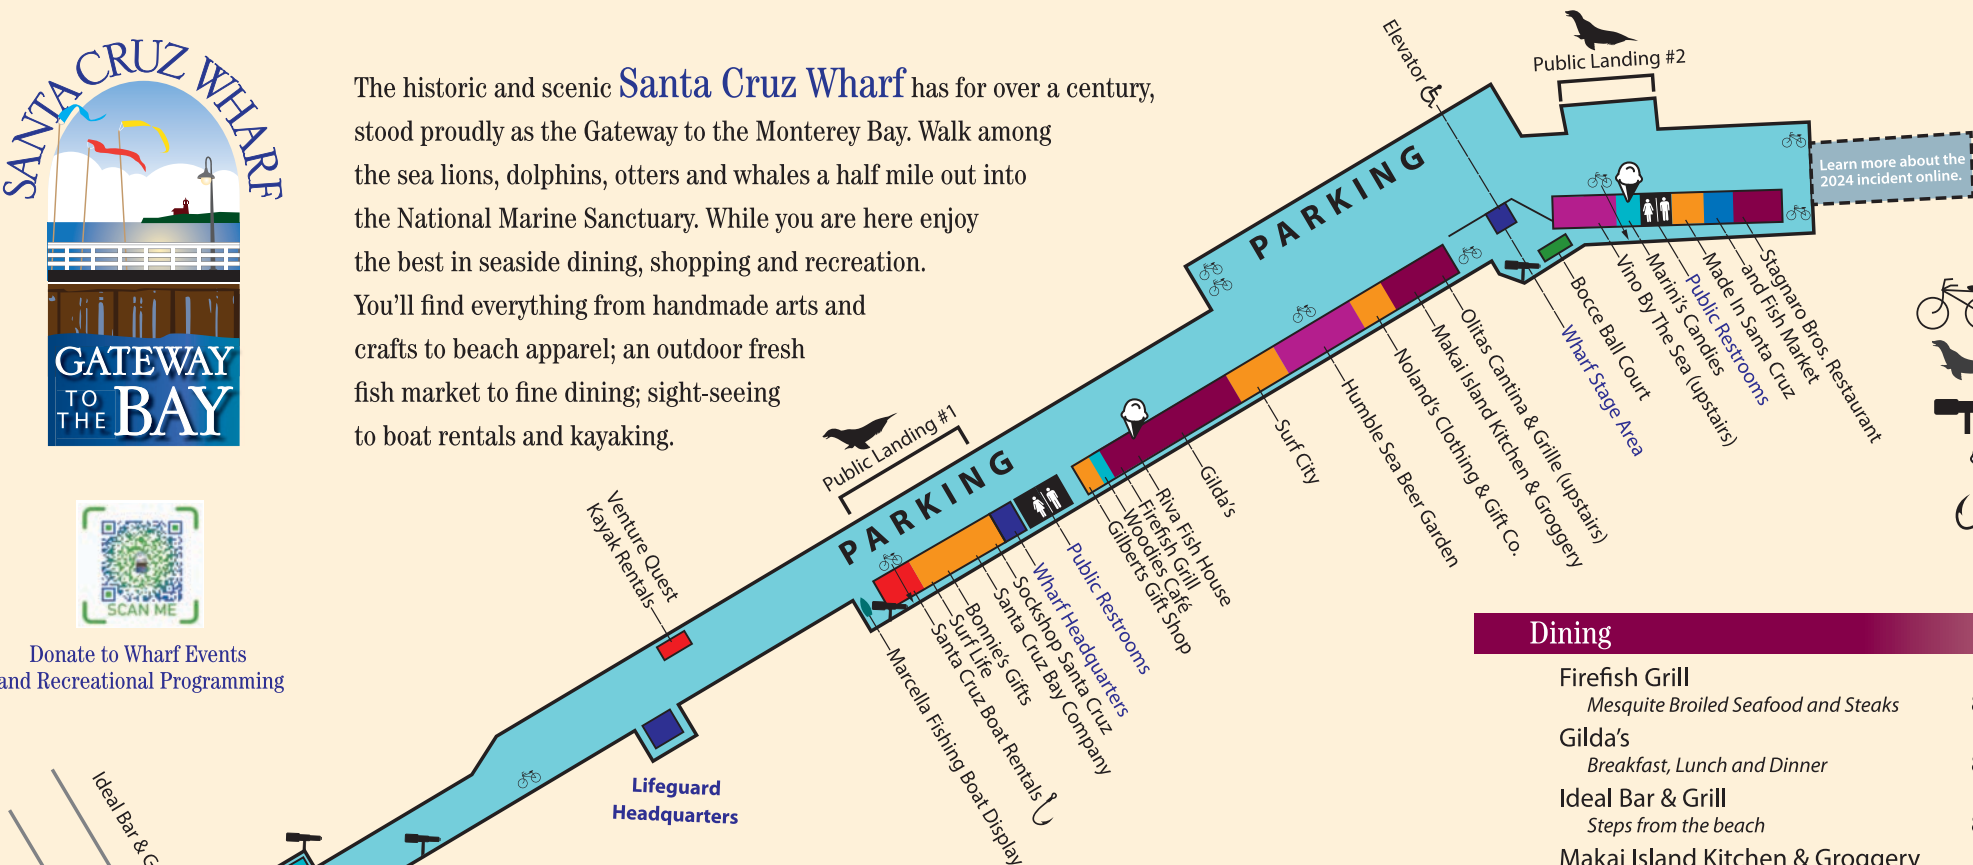 SANTA CRUZ WHARF
GATEWAY
TO
THE
BAY
The historic and scenic Santa Cruz Wharf has for over a century,
stood proudly as the Gateway to the Monterey Bay. Walk among
the sea lions, dolphins, otters and whales a half mile out into
the National Marine Sanctuary. While you are here enjoy
the best in seaside dining, shopping and recreation.
You’ll find everything from handmade arts and
crafts to beach apparel; an outdoor fresh
fish market to fine dining; sight-seeing
to boat rentals and kayaking.
SCAN ME
Donate to Wharf Events
and Recreational Programming
Ideal Bar & G
Venture Quest
Kayak Rentals
Lifeguard
Headquarters
Public Landing #1
PARKING
Marcella Fishing Boat Display
Santa Cruz Boat Rentals
Surf Life
Bonnie's Gifts
Santa Cruz Bay Company
Sockshop Santa Cruz
Wharf Headquarters
Public Restrooms
Gilberts Gift Shop
Woodies Café
Firefish Grill
Riva Fish House
Gilda's
Surf City
Humble Sea Beer Garden
Noland's Clothing & Gift Co.
Makai Island Kitchen & Groggery
Olitas Cantina & Grille (upstairs)
PARKING
Elevator
Public Landing #2
Wharf Stage Area
Bocce Ball Court
Vino By The Sea (upstairs)
Marini's Candies
Public Restrooms
Made In Santa Cruz
Stagnaro Bros. Restaurant
and Fish Market
Learn more about the
2024 incident online.
Dining
Firefish Grill
Mesquite Broiled Seafood and Steaks
Gilda’s
Breakfast, Lunch and Dinner
Ideal Bar & Grill
Steps from the beach
Makai Island Kitchen & Groggery